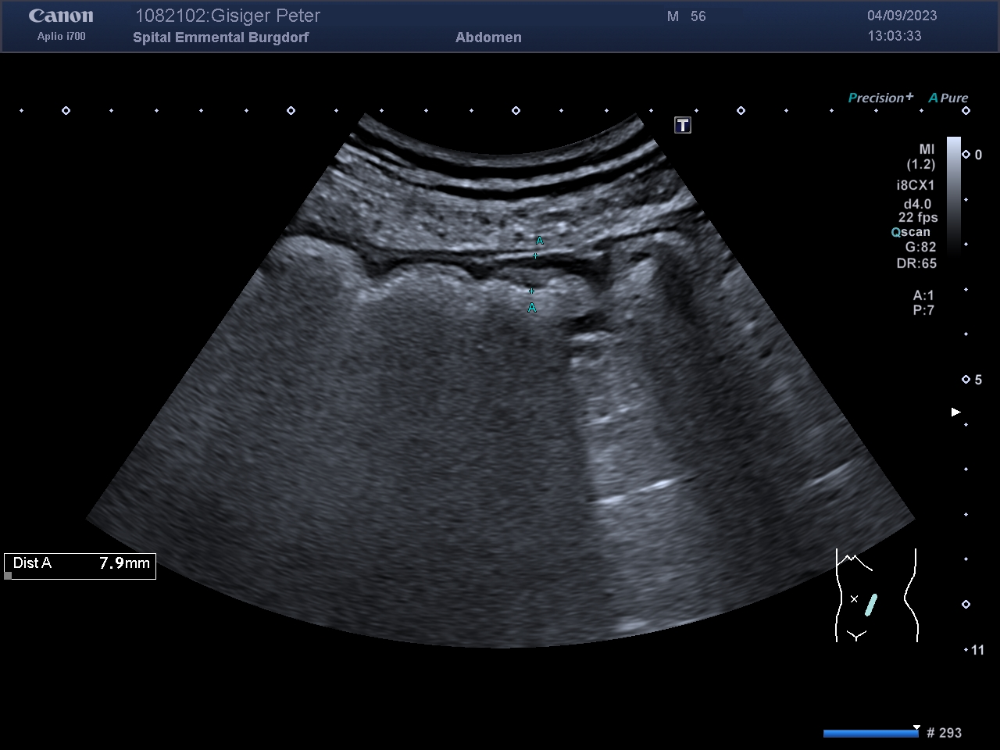 Canon 1082102:Gisiger Peter M 56 04/09/2023
Aplio i700 Spital Emmental Burgdorf Abdomen 13:03:33
Precision+ A Pure
T
MI
(1.2)
0
i8CX1
d4.0
22 fps
Qscan
G:82
DR:65
A:1
P:7
A
A
5
Dist A 7.9mm
11
# 293